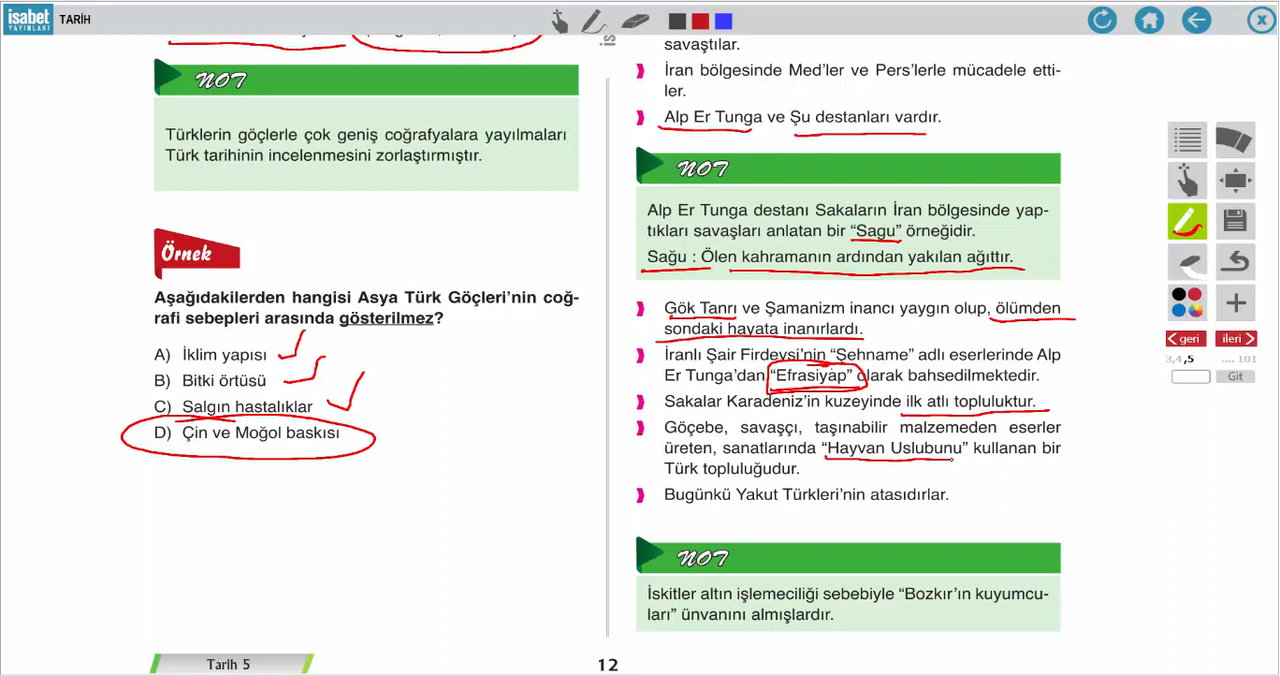 isabet
YAYINLARI
TARİH
NOT
Türklerin göçlerle çok geniş coğrafyalara yayılmaları
Türk tarihinin incelenmesini zorlaştırmıştır.
Örnek
Aşağıdakilerden hangisi Asya Türk Göçleri’nin coğ-
rafi sebepleri arasında gösterilmez?
A) İklim yapısı
B) Bitki örtüsü
C) Salgın hastalıklar
D) Çin ve Moğol baskısı
is
savaştılar.
İran bölgesinde Med’ler ve Pers’lerle mücadele etti-
ler.
Alp Er Tunga ve Şu destanları vardır.
NOT
Alp Er Tunga destanı Sakaların İran bölgesinde yap-
tıkları savaşları anlatan bir “Sagu” örneğidir.
Sağu : Ölen kahramanın ardından yakılan ağıttır.
Gök Tanrı ve Şamanizm inancı yaygın olup, ölümden
sondaki hayata inanırlardı.
İranlı Şair Firdevsi’nin “Şehname” adlı eserlerinde Alp
Er Tunga’dan “Efrasiyap” olarak bahsedilmektedir.
Sakalar Karadeniz’in kuzeyinde ilk atlı topluluktur.
Göçebe, savaşçı, taşınabilir malzemeden eserler
üreten, sanatlarında “Hayvan Uslubunu” kullanan bir
Türk topluluğudur.
Bugünkü Yakut Türkleri’nin atasıdırlar.
NOT
İskitler altın işlemeciliği sebebiyle “Bozkır’ın kuyumcu-
ları” ünvanını almışlardır.
geri
ileri
3,4,5 .... 101
Git
Tarih 5
12